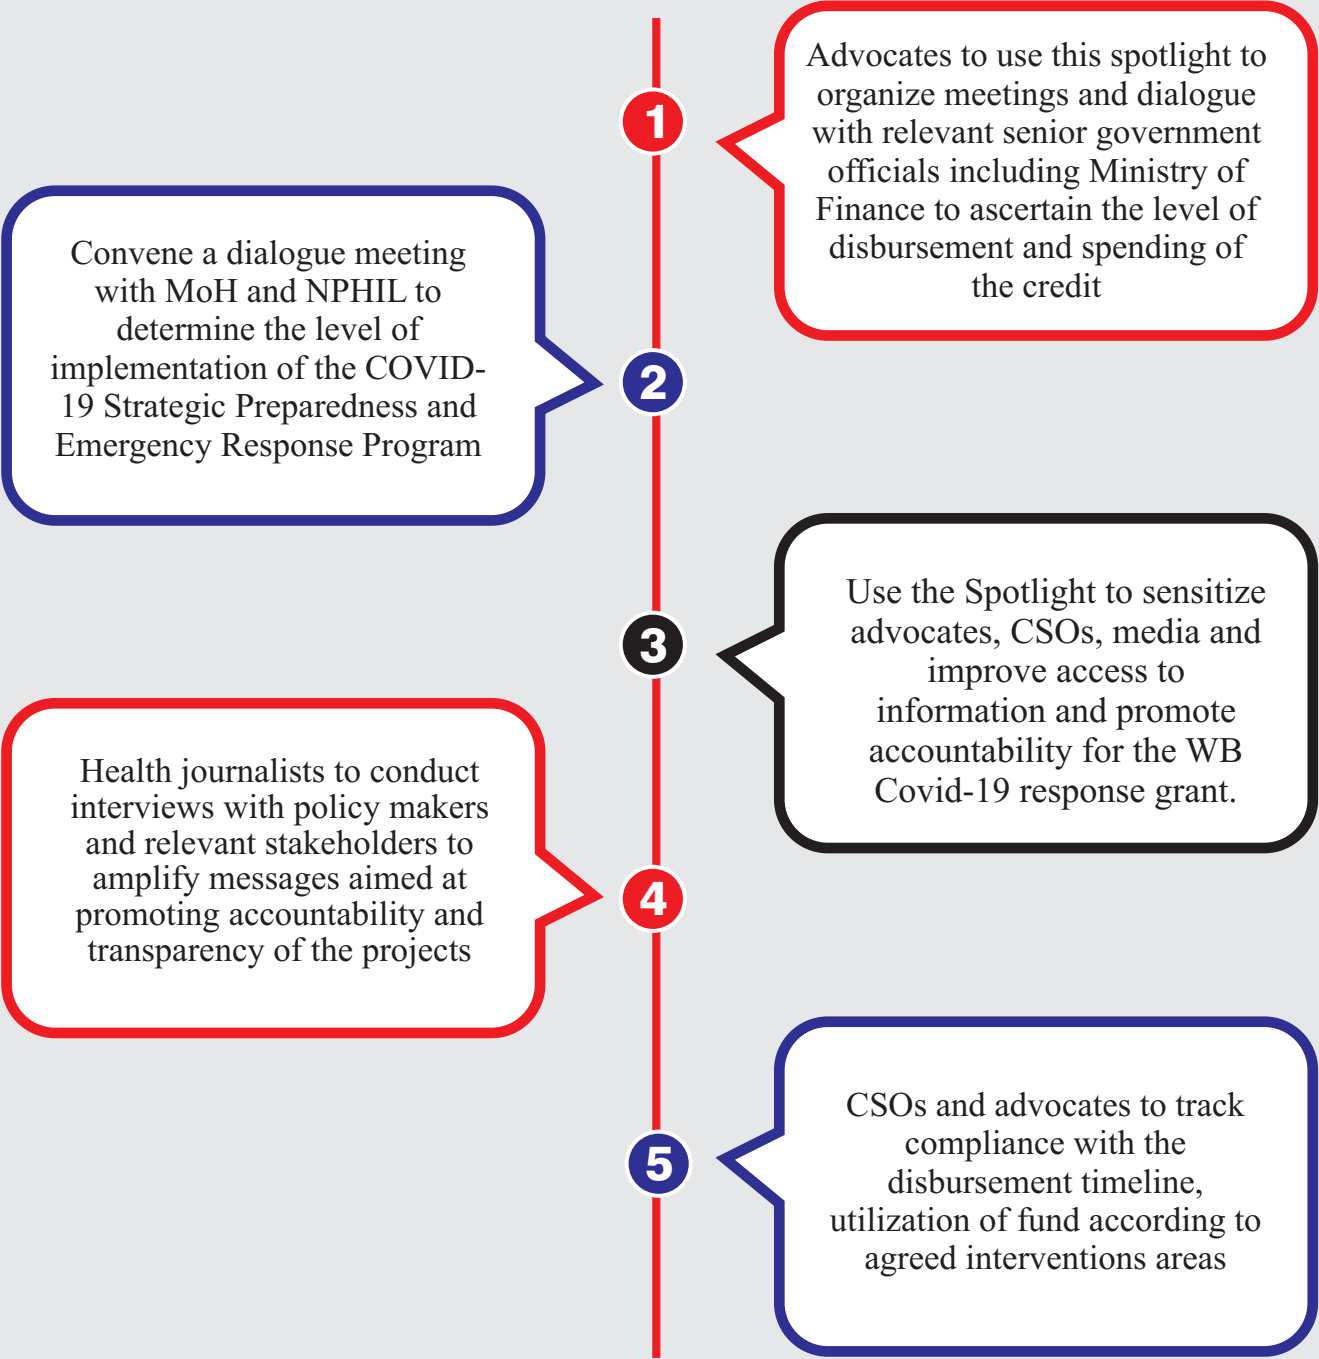 1
Advocates to use this spotlight to
organize meetings and dialogue
with relevant senior government
officials including Ministry of
Finance to ascertain the level of
disbursement and spending of
the credit
2
Convene a dialogue meeting
with MoH and NPHIL to
determine the level of
implementation of the COVID-
19 Strategic Preparedness and
Emergency Response Program
3
Use the Spotlight to sensitize
advocates, CSOs, media and
improve access to
information and promote
accountability for the WB
Covid-19 response grant.
4
Health journalists to conduct
interviews with policy makers
and relevant stakeholders to
amplify messages aimed at
promoting accountability and
transparency of the projects
5
CSOs and advocates to track
compliance with the
disbursement timeline,
utilization of fund according to
agreed interventions areas